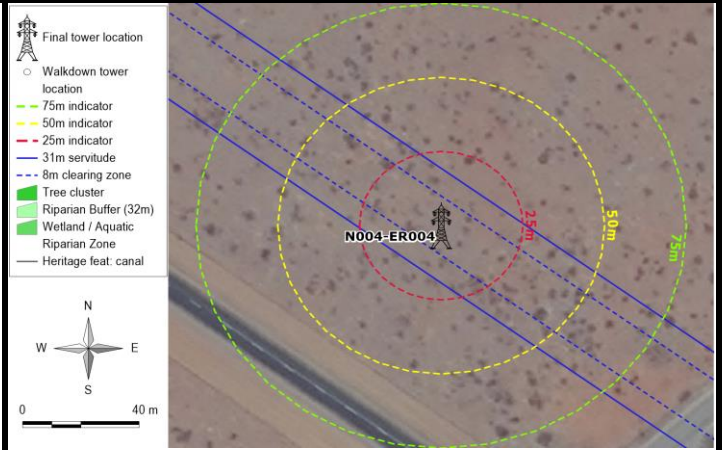 Final tower location
Walkdown tower
location
75m indicator
50m indicator
25m indicator
31m servitude
8m clearing zone
Tree cluster
Riparian Buffer (32m)
Wetland / Aquatic
Riparian Zone
Heritage feat: canal
N
W E
S
0 40 m
N004-ER004
25m
50m
75m